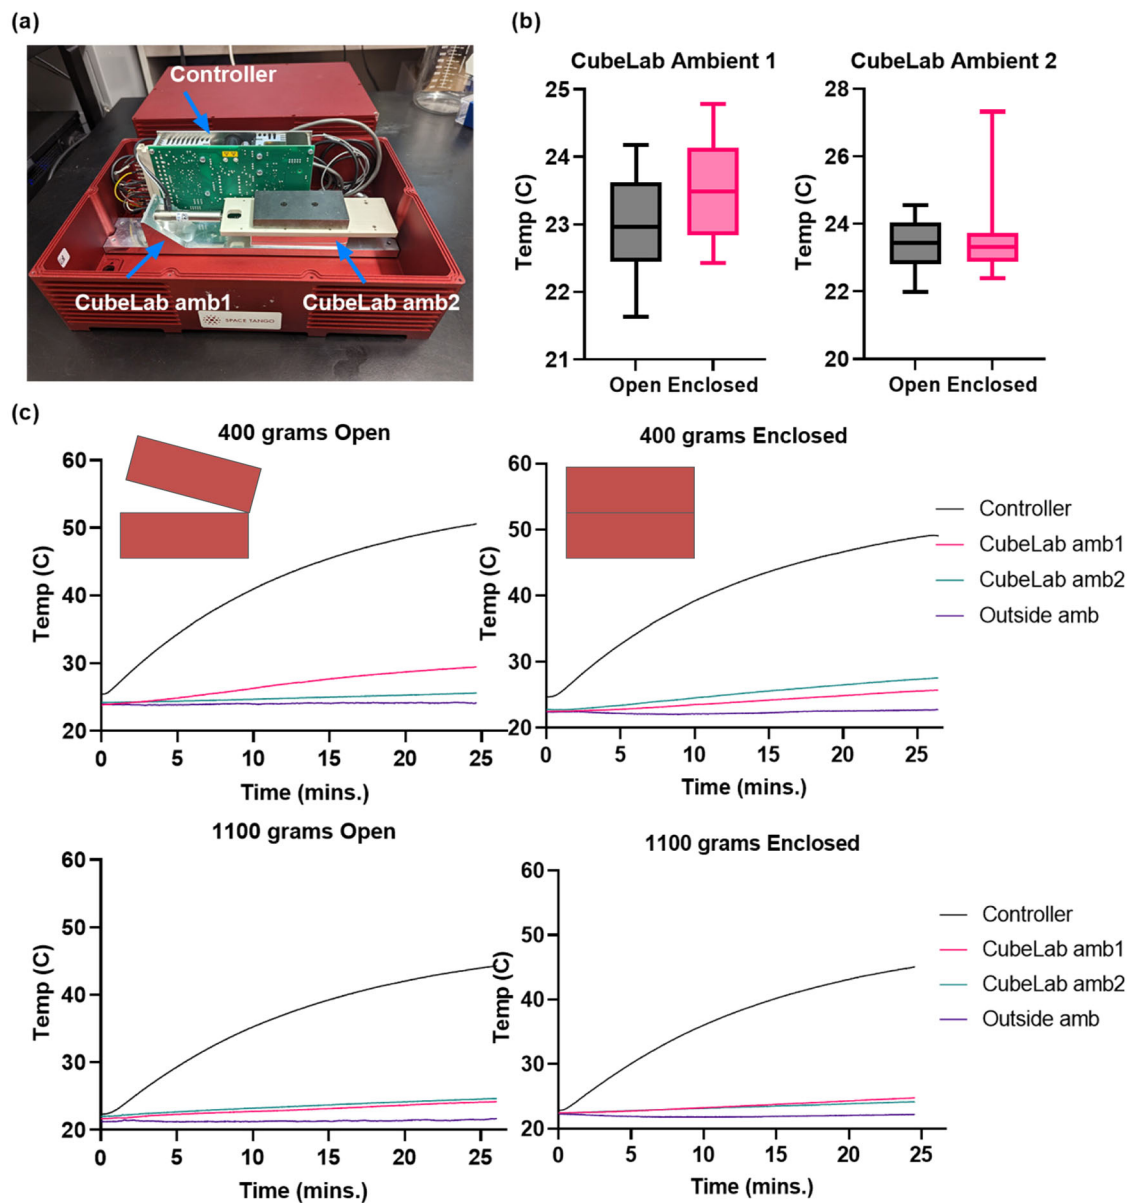 (a)
Controller
CubeLab amb1
CubeLab amb2
SPACE TANGO
(b)
CubeLab Ambient 1
25
24
23
22
21
Temp (C)
Open Enclosed
CubeLab Ambient 2
28
26
24
22
20
Temp (C)
Open Enclosed
(c)
400 grams Open
60
50
40
30
20
Temp (C)
0 5 10 15 20 25
Time (mins.)
400 grams Enclosed
60
50
40
30
20
Temp (C)
0 5 10 15 20 25
Time (mins.)
Controller
CubeLab amb1
CubeLab amb2
Outside amb
1100 grams Open
60
50
40
30
20
Temp (C)
0 5 10 15 20 25
Time (mins.)
1100 grams Enclosed
60
50
40
30
20
Temp (C)
0 5 10 15 20 25
Time (mins.)
Controller
CubeLab amb1
CubeLab amb2
Outside amb